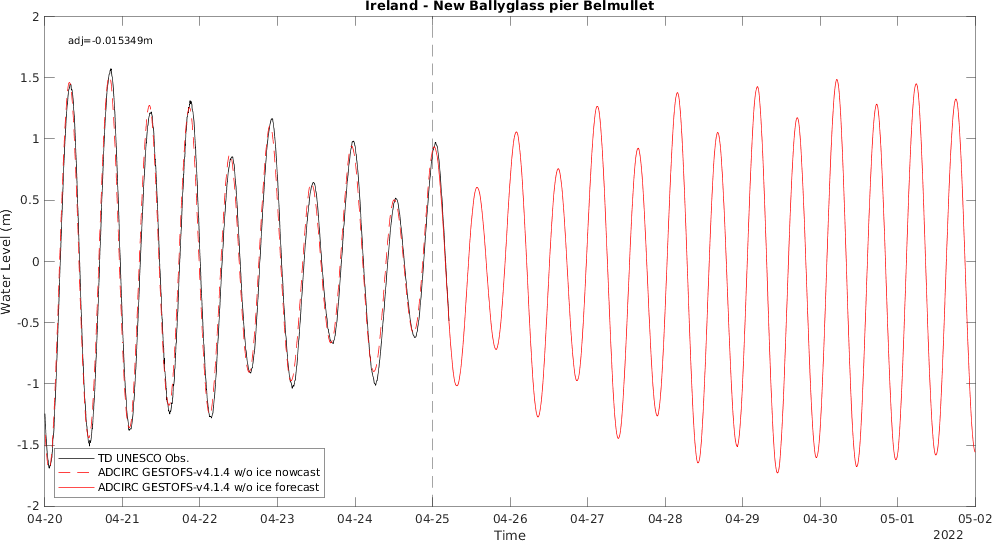 Ireland - New Ballyglass pier Belmullet
adj=-0.015349m
2
1.5
1
0.5
0
-0.5
-1
-1.5
-2
Water Level (m)
TD UNESCO Obs.
ADCIRC GESTOFS-v4.1.4 w/o ice nowcast
ADCIRC GESTOFS-v4.1.4 w/o ice forecast
04-20 04-21 04-22 04-23 04-24 04-25 04-26 04-27 04-28 04-29 04-30 05-01 05-02
Time
2022